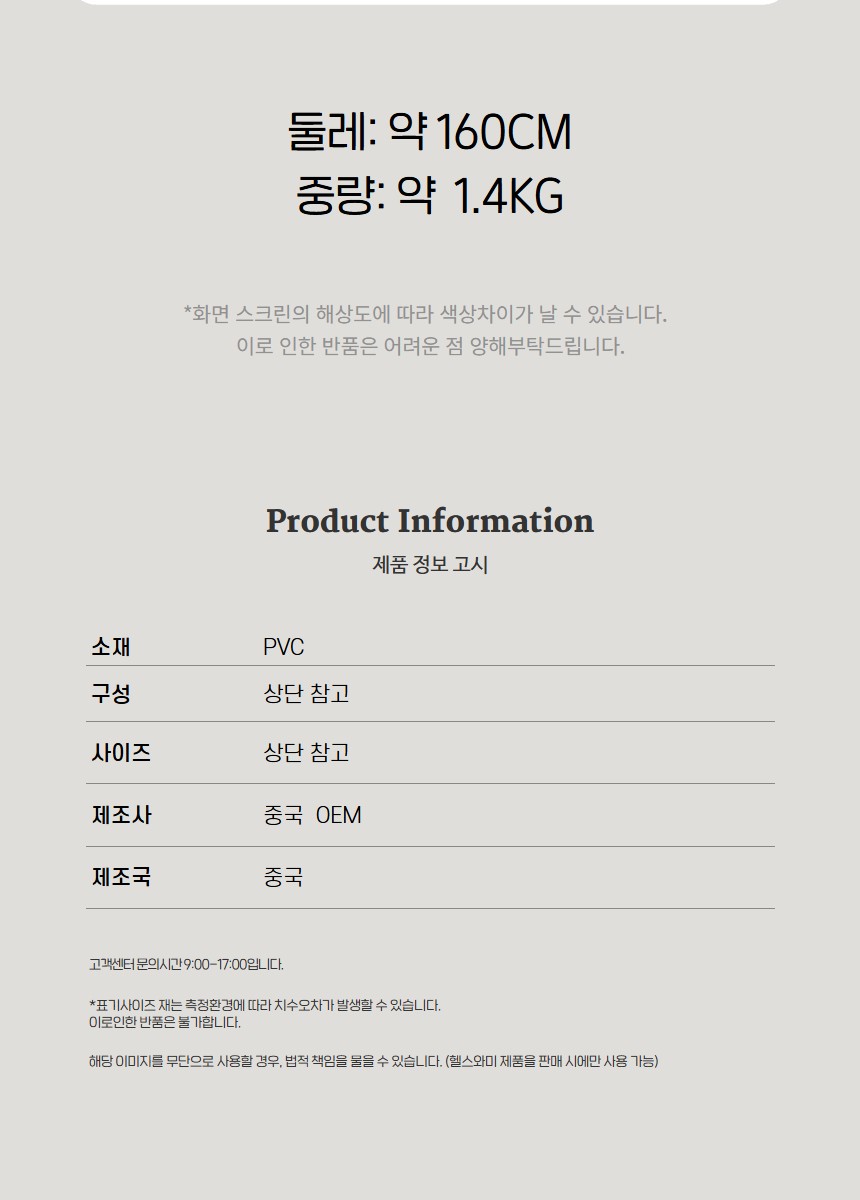 둘레: 약 160CM
중량: 약 1.4KG
*화면 스크린의 해상도에 따라 색상차이가 날 수 있습니다.
이로 인한 반품은 어려운 점 양해부탁드립니다.
Product Information
제품 정보 고시
소재 PVC
구성 상단 참고
사이즈 상단 참고
제조사 중국 OEM
제조국 중국
고객센터 문의시간 9:00-17:00입니다.
*표기사이즈 재는 측정환경에 따라 치수오차가 발생할 수 있습니다.
이로인한 반품은 불가합니다.
해당 이미지를 무단으로 사용할 경우, 법적 책임을 물을 수 있습니다. (헬스와미 제품을 판매 시에만 사용 가능)